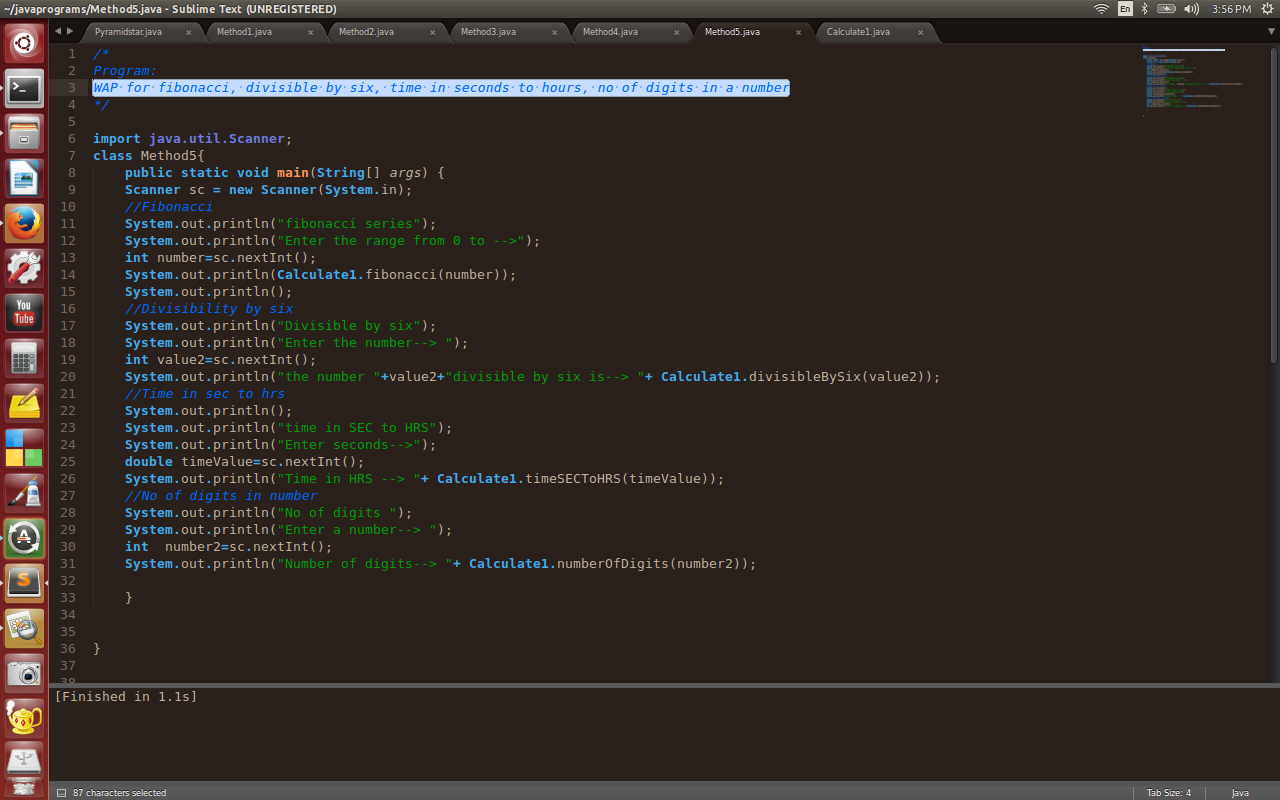 ~/javaprograms/Method5.java - Sublime Text (UNREGISTERED)
En
3:56 PM
Pyramidstar.java × Method1.java × Method2.java × Method3.java × Method4.java × Method5.java × Calculate1.java ×
1 /*
2 Program:
3 WAP for fibonacci, divisible by six, time in seconds to hours, no of digits in a number
4 */
5
6 import java.util.Scanner;
7 class Method5{
8 public static void main(String[] args) {
9 Scanner sc = new Scanner(System.in);
10 //Fibonacci
11 System.out.println("fibonacci series");
12 System.out.println("Enter the range from 0 to -->");
13 int number=sc.nextInt();
14 System.out.println(Calculate1.fibonacci(number));
15 System.out.println();
16 //Divisibility by six
17 System.out.println("Divisible by six");
18 System.out.println("Enter the number--> ");
19 int value2=sc.nextInt();
20 System.out.println("the number "+value2+"divisible by six is--> "+ Calculate1.divisibleBySix(value2));
21 //Time in sec to hrs
22 System.out.println();
23 System.out.println("time in SEC to HRS");
24 System.out.println("Enter seconds-->");
25 double timeValue=sc.nextInt();
26 System.out.println("Time in HRS --> "+ Calculate1.timeSECToHRS(timeValue));
27 //No of digits in number
28 System.out.println("No of digits ");
29 System.out.println("Enter a number--> ");
30 int  number2=sc.nextInt();
31 System.out.println("Number of digits--> "+ Calculate1.numberOfDigits(number2));
32
33 }
34
35
36 }
37
38
You
Tube
[Finished in 1.1s]
87 characters selected
Tab Size: 4
Java